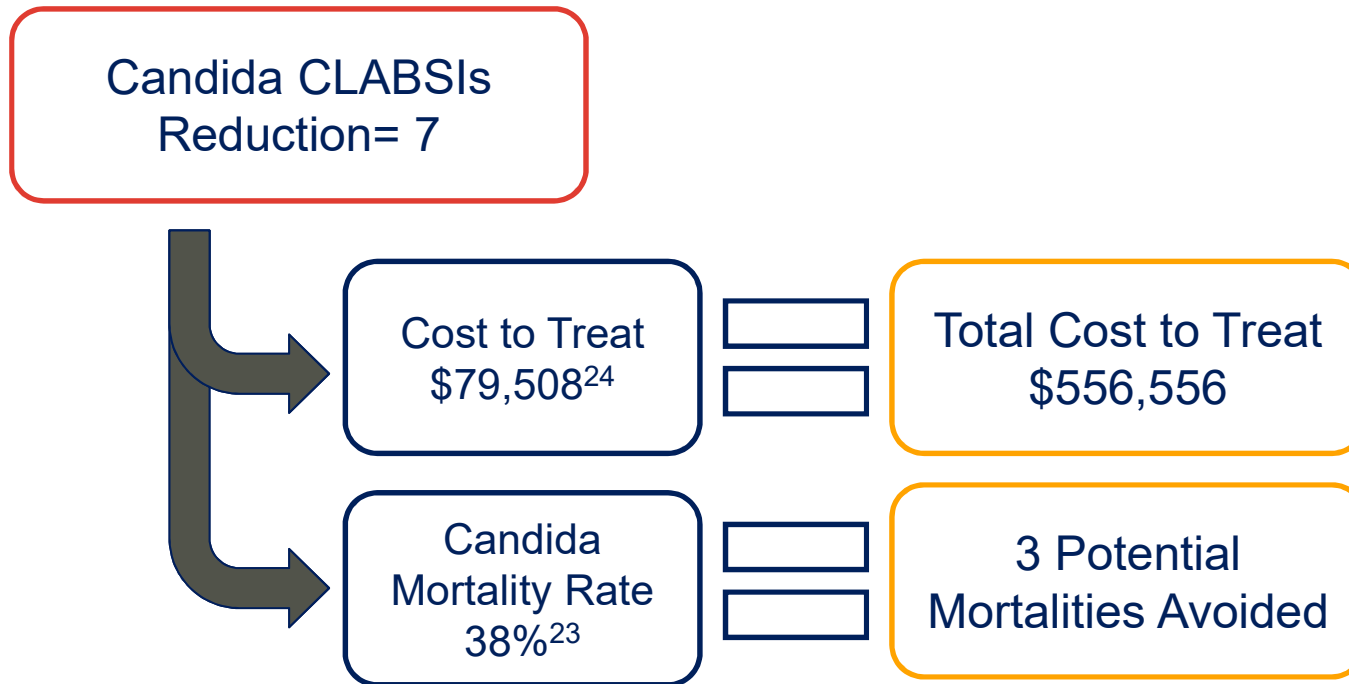 Candida CLABSIs
Reduction= 7
Cost to Treat
$79,508²⁴
Total Cost to Treat
$556,556
Candida
Mortality Rate
38%²³
3 Potential
Mortalities Avoided